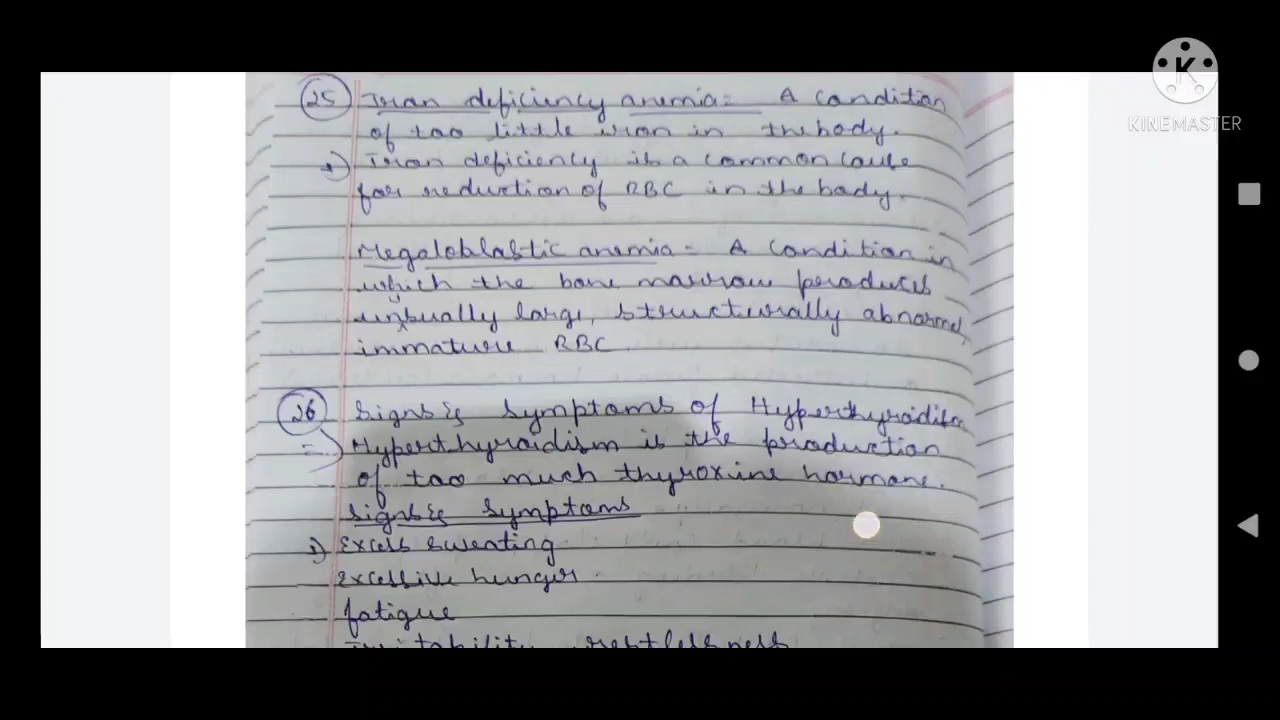 25 Iron deficiency anemia:- A condition
of too little iron in the body.
Iron deficiency is a common cause
for reduction of RBC in the body.
Megaloblastic anemia:- A condition in
which the bone marrow produces
unusually large, structurally abnormal,
immature RBC
26 Signs & symptoms of Hyperthyroidism
Hyperthyroidism is the production
of too much thyroxine hormone.
Signs & symptoms
1) Excess sweating
Excessive hunger
fatigue
Irritability, restlessness
K
KINEMASTER